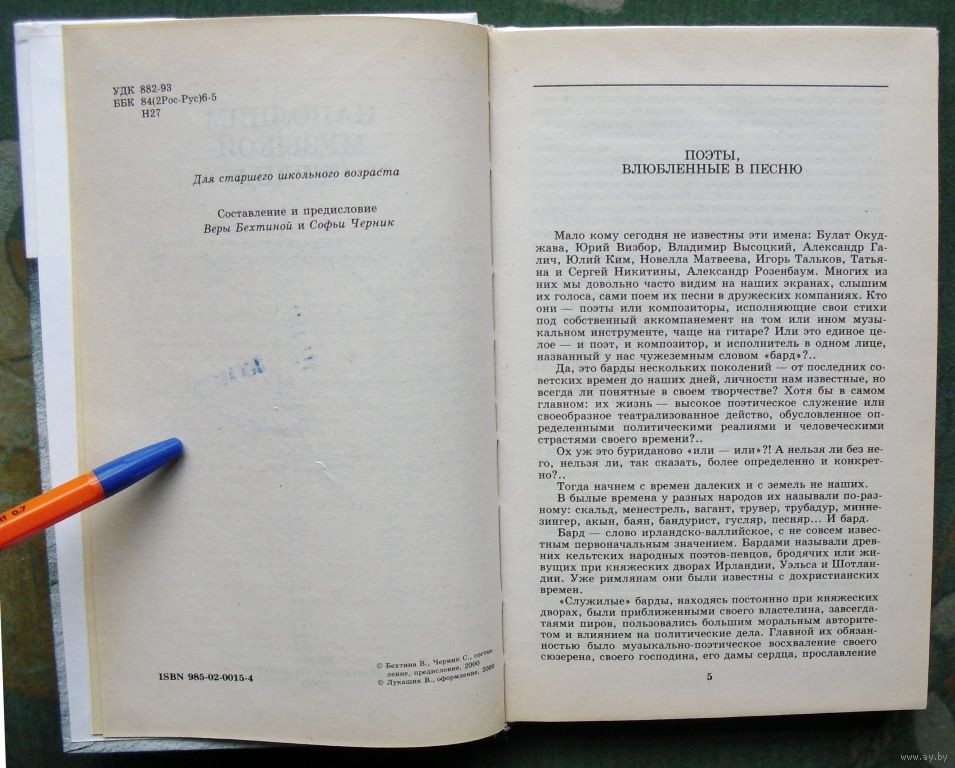 УДК 882-93
ББК 84(2Рос-Рус)6-5
Н27
Для старшего школьного возраста
Составление и предисловие
Веры Бехтиной и Софьи Черник
© Бехтина В., Черник С., состав-
ление, предисловие, 2000
© Лукашик В., оформление, 2000
ISBN 985-02-0015-4
ПОЭТЫ,
ВЛЮБЛЕННЫЕ В ПЕСНЮ
Мало кому сегодня не известны эти имена: Булат Окуд-
жава, Юрий Визбор, Владимир Высоцкий, Александр Га-
лич, Юлий Ким, Новелла Матвеева, Игорь Тальков, Татья-
на и Сергей Никитины, Александр Розенбаум. Многих из
них мы довольно часто видим на наших экранах, слышим
их голоса, сами поем их песни в дружеских компаниях. Кто
они — поэты или композиторы, исполняющие свои стихи
под собственный аккомпанемент на том или ином музы-
кальном инструменте, чаще на гитаре? Или это единое це-
лое — и поэт, и композитор, и исполнитель в одном лице,
названный у нас чужеземным словом «бард»?..
Да, это барды нескольких поколений — от последних со-
ветских времен до наших дней, личности нам известные, но
всегда ли понятные в своем творчестве? Хотя бы в самом
главном: их жизнь — высокое поэтическое служение или
своеобразное театрализованное действо, обусловленное оп-
ределенными политическими реалиями и человеческими
страстями своего времени?..
Ох уж это буриданово «или — или»?! А нельзя ли без не-
го, нельзя ли, так сказать, более определенно и конкрет-
но?..
Тогда начнем с времен далеких и с земель не наших.
В былые времена у разных народов их называли по-раз-
ному: скальд, менестрель, вагант, трувер, трубадур, минне-
зингер, акын, баян, бандурист, гусляр, песняр... И бард.
Бард — слово ирландско-валлийское, с не совсем извест-
ным первоначальным значением. Бардами называли древ-
них кельтских народных поэтов-певцов, бродячих или жи-
вущих при княжеских дворах Ирландии, Уэльса и Шотлан-
дии. Уже римлянам они были известны с дохристианских
времен.
«Служилые» барды, находясь постоянно при княжеских
дворах, были приближенными своего властелина, завсегда-
таями пиров, пользовались большим моральным авторите-
том и влиянием на политические дела. Главной их обязан-
ностью было музыкально-поэтическое восхваление своего
сюзерена, своего господина, его дамы сердца, прославление
5
www.ay.by